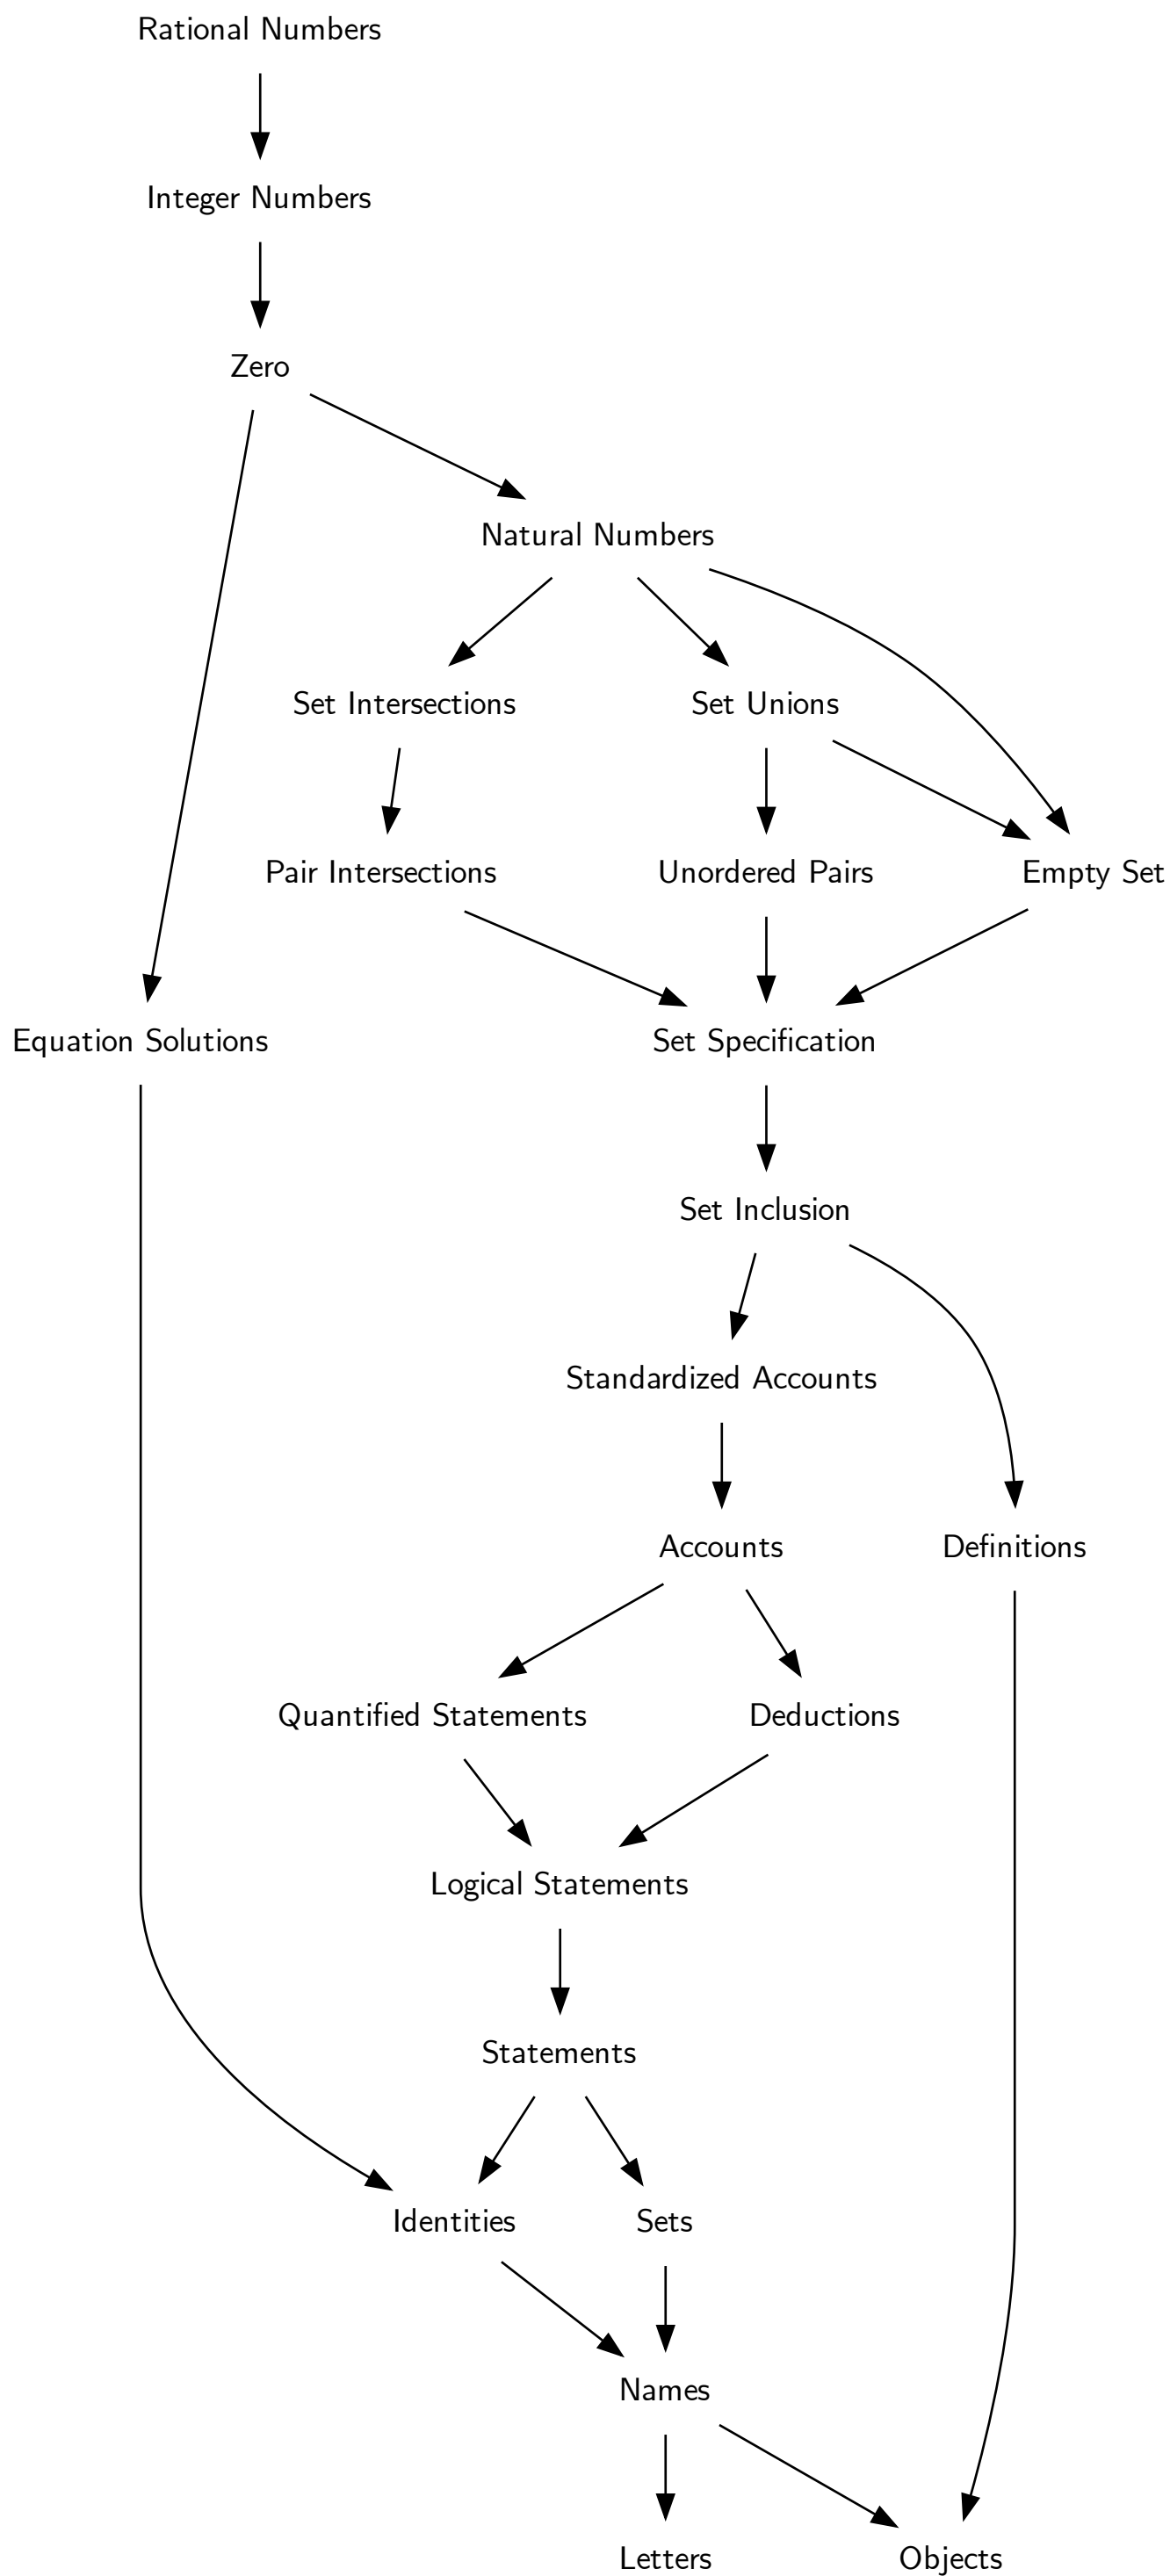 Rational Numbers
Integer Numbers
Zero
Natural Numbers
Set Intersections
Set Unions
Pair Intersections
Unordered Pairs
Empty Set
Equation Solutions
Set Specification
Set Inclusion
Standardized Accounts
Accounts
Definitions
Quantified Statements
Deductions
Logical Statements
Statements
Identities
Sets
Names
Letters
Objects